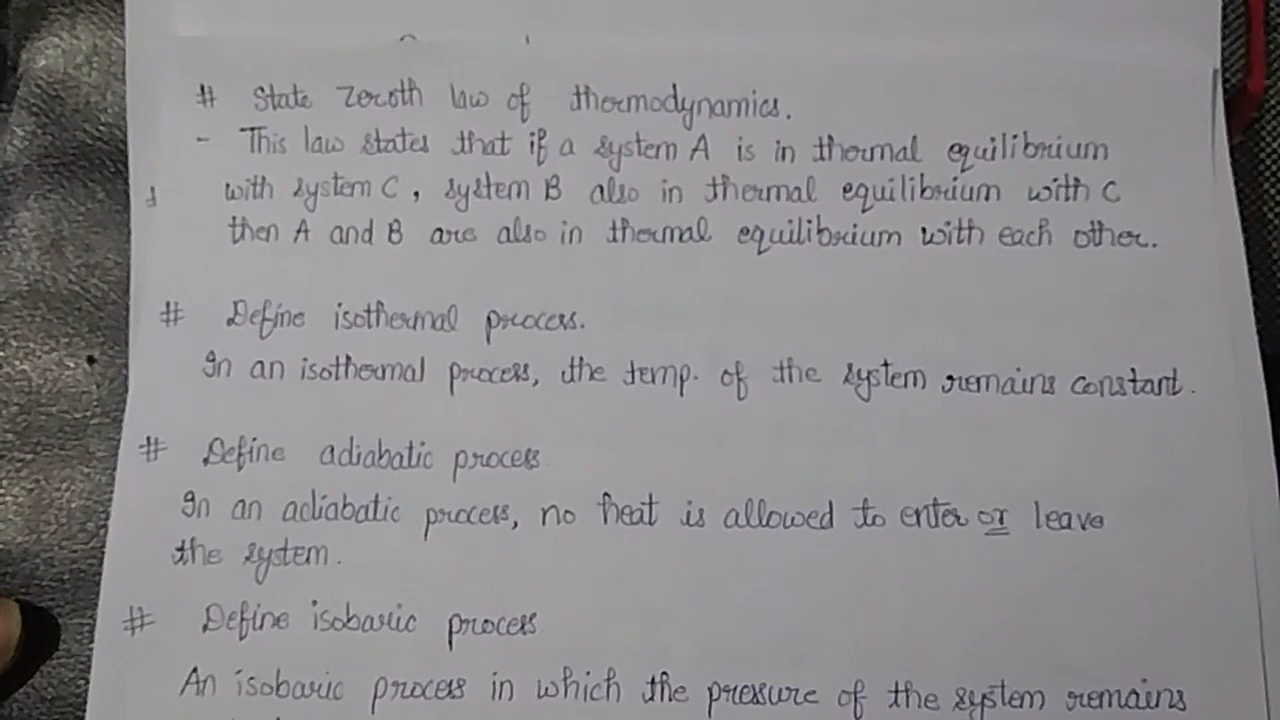 # State zeroth law of thermodynamics.
- This law states that if a system A is in thermal equilibrium
with system C, system B also in thermal equilibrium with C
then A and B are also in thermal equilibrium with each other.
# Define isothermal process.
In an isothermal process, the temp. of the system remains constant.
# Define adiabatic process
In an adiabatic process, no heat is allowed to enter or leave
the system.
# Define isobaric process
An isobaric process in which the pressure of the system remains